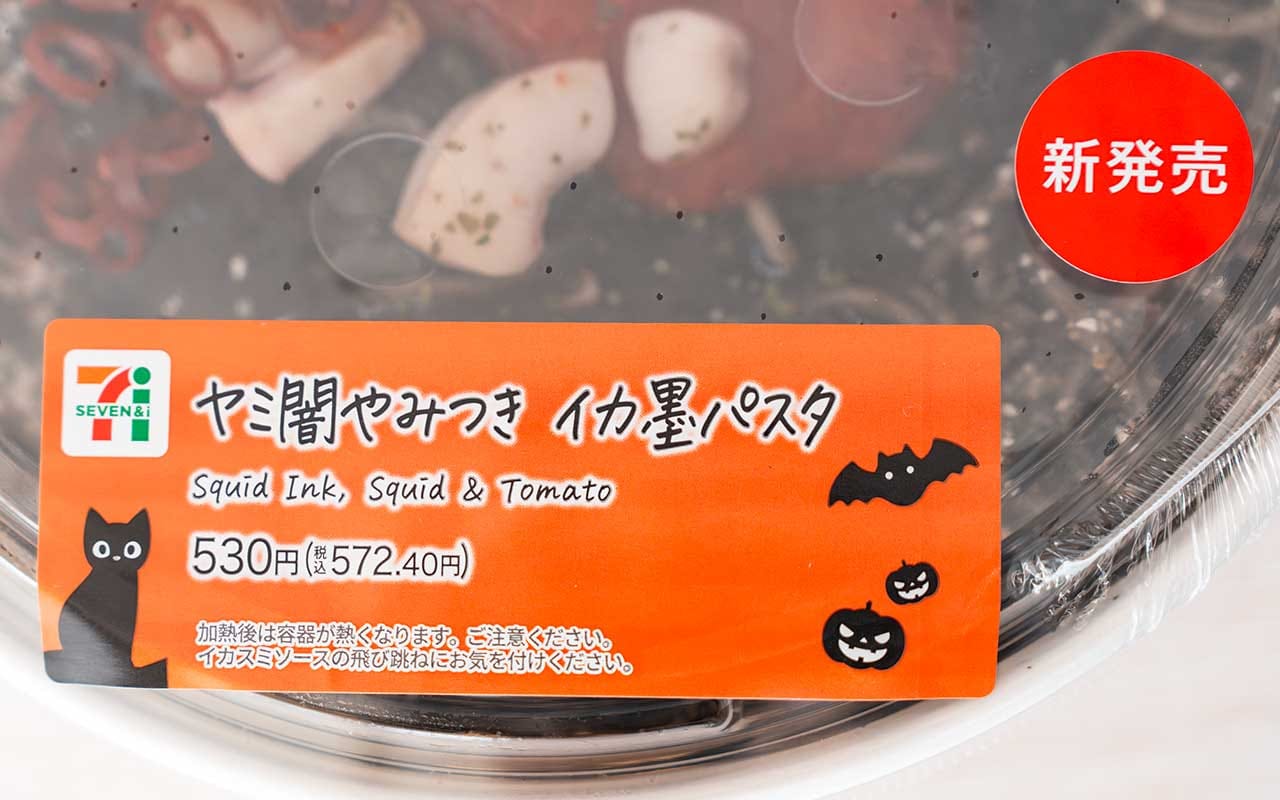 新発売
SEVEN&i
ヤミ闇やみつき イカ墨パスタ
Squid Ink, Squid & Tomato
530円(税込572.40円)
加熱後は容器が熱くなります。ご注意ください。
イカスミソースの飛び跳ねにお気を付けください。